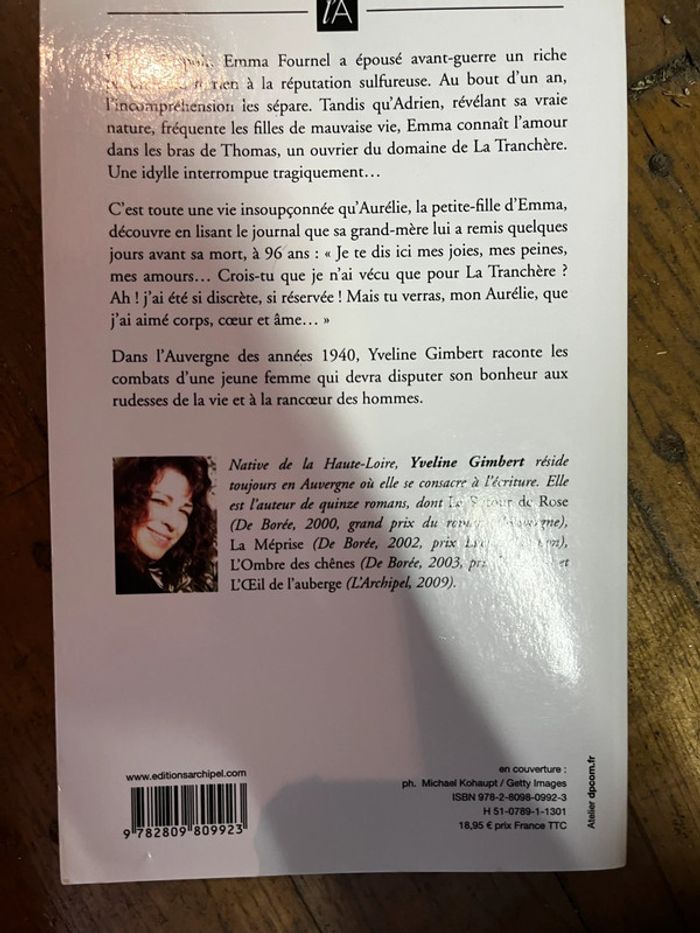 l'A
Emma Fournel a épousé avant-guerre un riche
à la réputation sulfureuse. Au bout d'un an,
l'incompréhension les sépare. Tandis qu'Adrien, révélant sa vraie
nature, fréquente les filles de mauvaise vie, Emma connaît l'amour
dans les bras de Thomas, un ouvrier du domaine de La Tranchère.
Une idylle interrompue tragiquement…
C'est toute une vie insoupçonnée qu'Aurélie, la petite-fille d'Emma,
découvre en lisant le journal que sa grand-mère lui a remis quelques
jours avant sa mort, à 96 ans : « Je te dis ici mes joies, mes peines,
mes amours… Crois-tu que je n'ai vécu que pour La Tranchère ?
Ah ! j'ai été si discrète, si réservée ! Mais tu verras, mon Aurélie, que
j'ai aimé corps, cœur et âme… »
Dans l'Auvergne des années 1940, Yveline Gimbert raconte les
combats d'une jeune femme qui devra disputer son bonheur aux
rudesses de la vie et à la rancœur des hommes.
Native de la Haute-Loire, Yveline Gimbert réside
toujours en Auvergne où elle se consacre à l'écriture. Elle
est l'auteur de quinze romans, dont de Rose
(De Borée, 2000, grand prix du
La Méprise (De Borée, 2002, prix
L'Ombre des chênes (De Borée, 2003, et
L'Œil de l'auberge (L'Archipel, 2009).
www.editionsarchipel.com
9 782809 809923
en couverture :
ph. Michael Kohaupt / Getty Images
ISBN 978-2-8098-0992-3
H 51-0789-1-1301
18,95 € prix France TTC
Atelier dpcom.fr